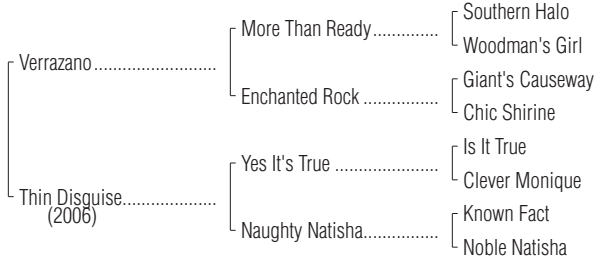 Southern Halo
More Than Ready..............
Woodman's Girl
Verrazano.........................
Giant's Causeway
Enchanted Rock ................
Chic Shirine
Is It True
Yes It's True ......................
Clever Monique
Thin Disguise.....................
(2006)
Known Fact
Naughty Natisha................
Noble Natisha